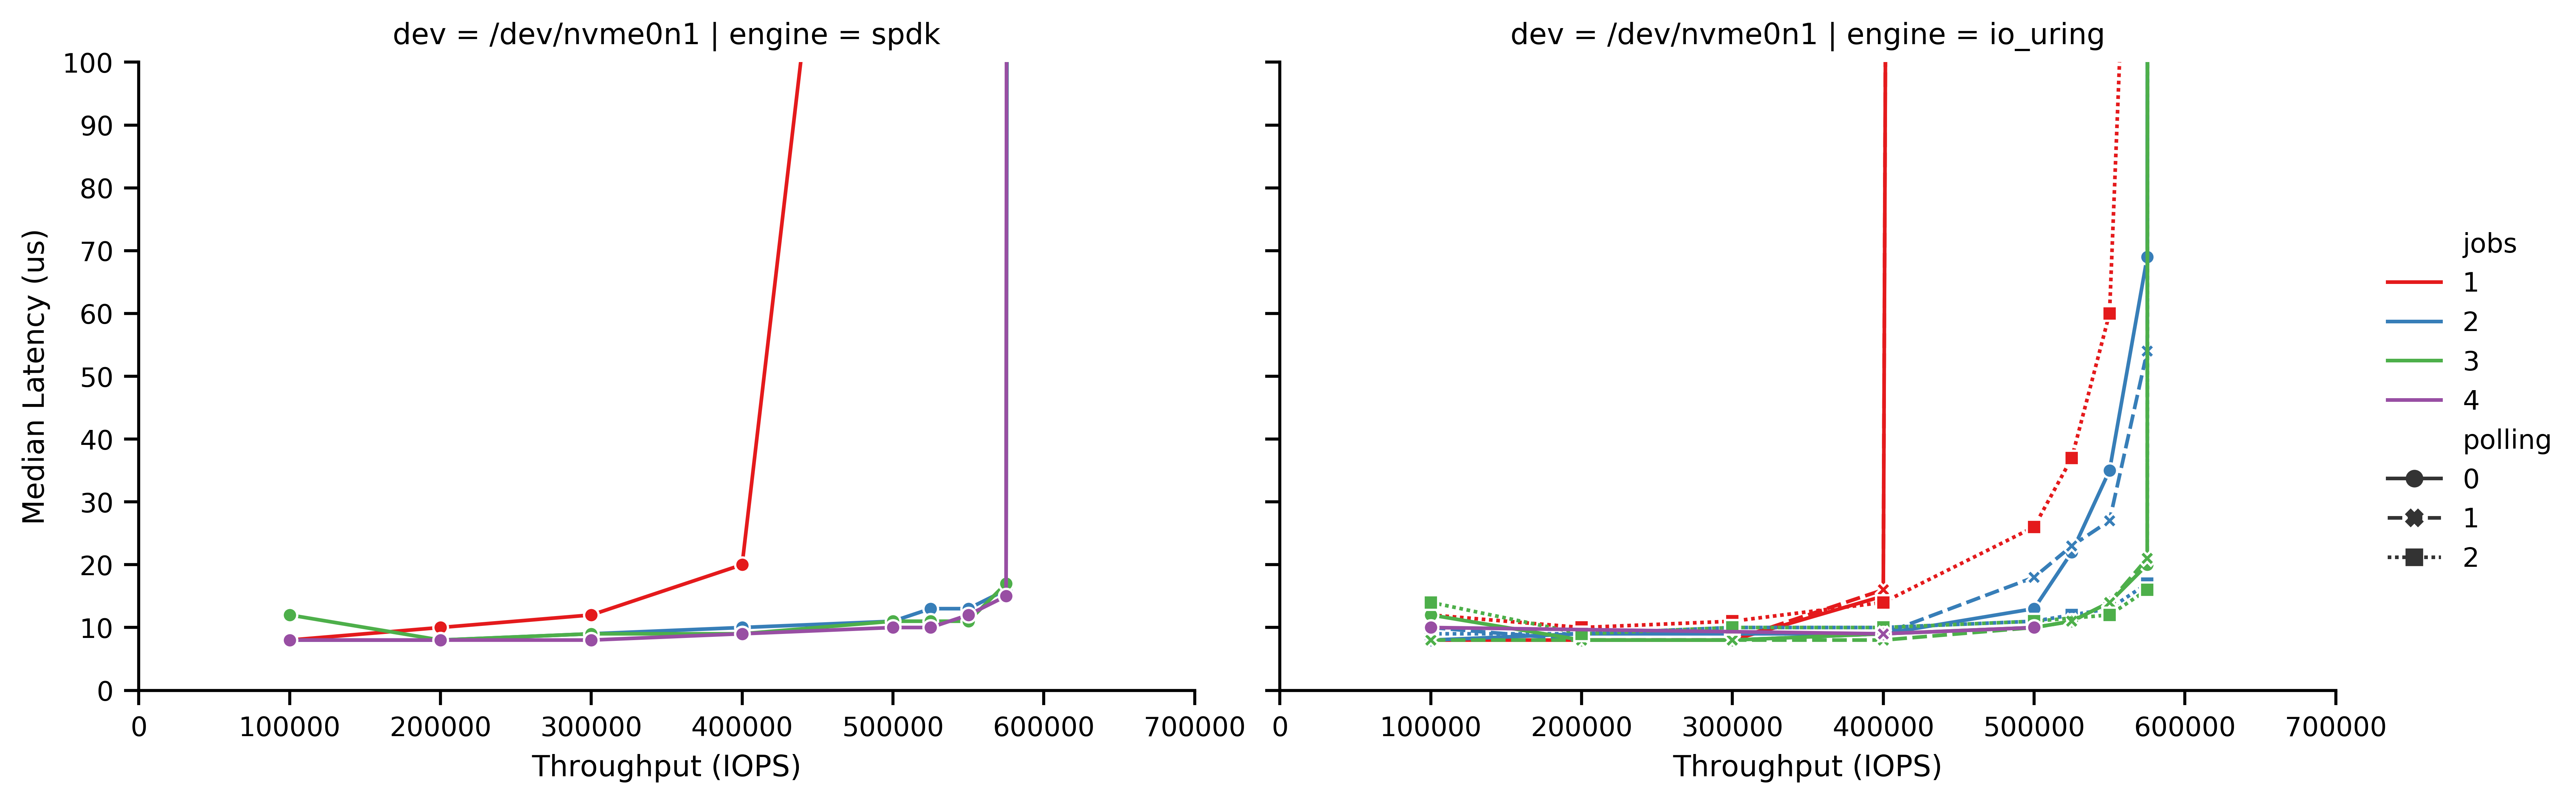 dev = /dev/nvme0n1 | engine = spdk
dev = /dev/nvme0n1 | engine = io_uring
Median Latency (us)
100
90
80
70
60
50
40
30
20
10
0
0 100000 200000 300000 400000 500000 600000 700000
Throughput (IOPS)
0 100000 200000 300000 400000 500000 600000 700000
Throughput (IOPS)
jobs
1
2
3
4
polling
0
1
2